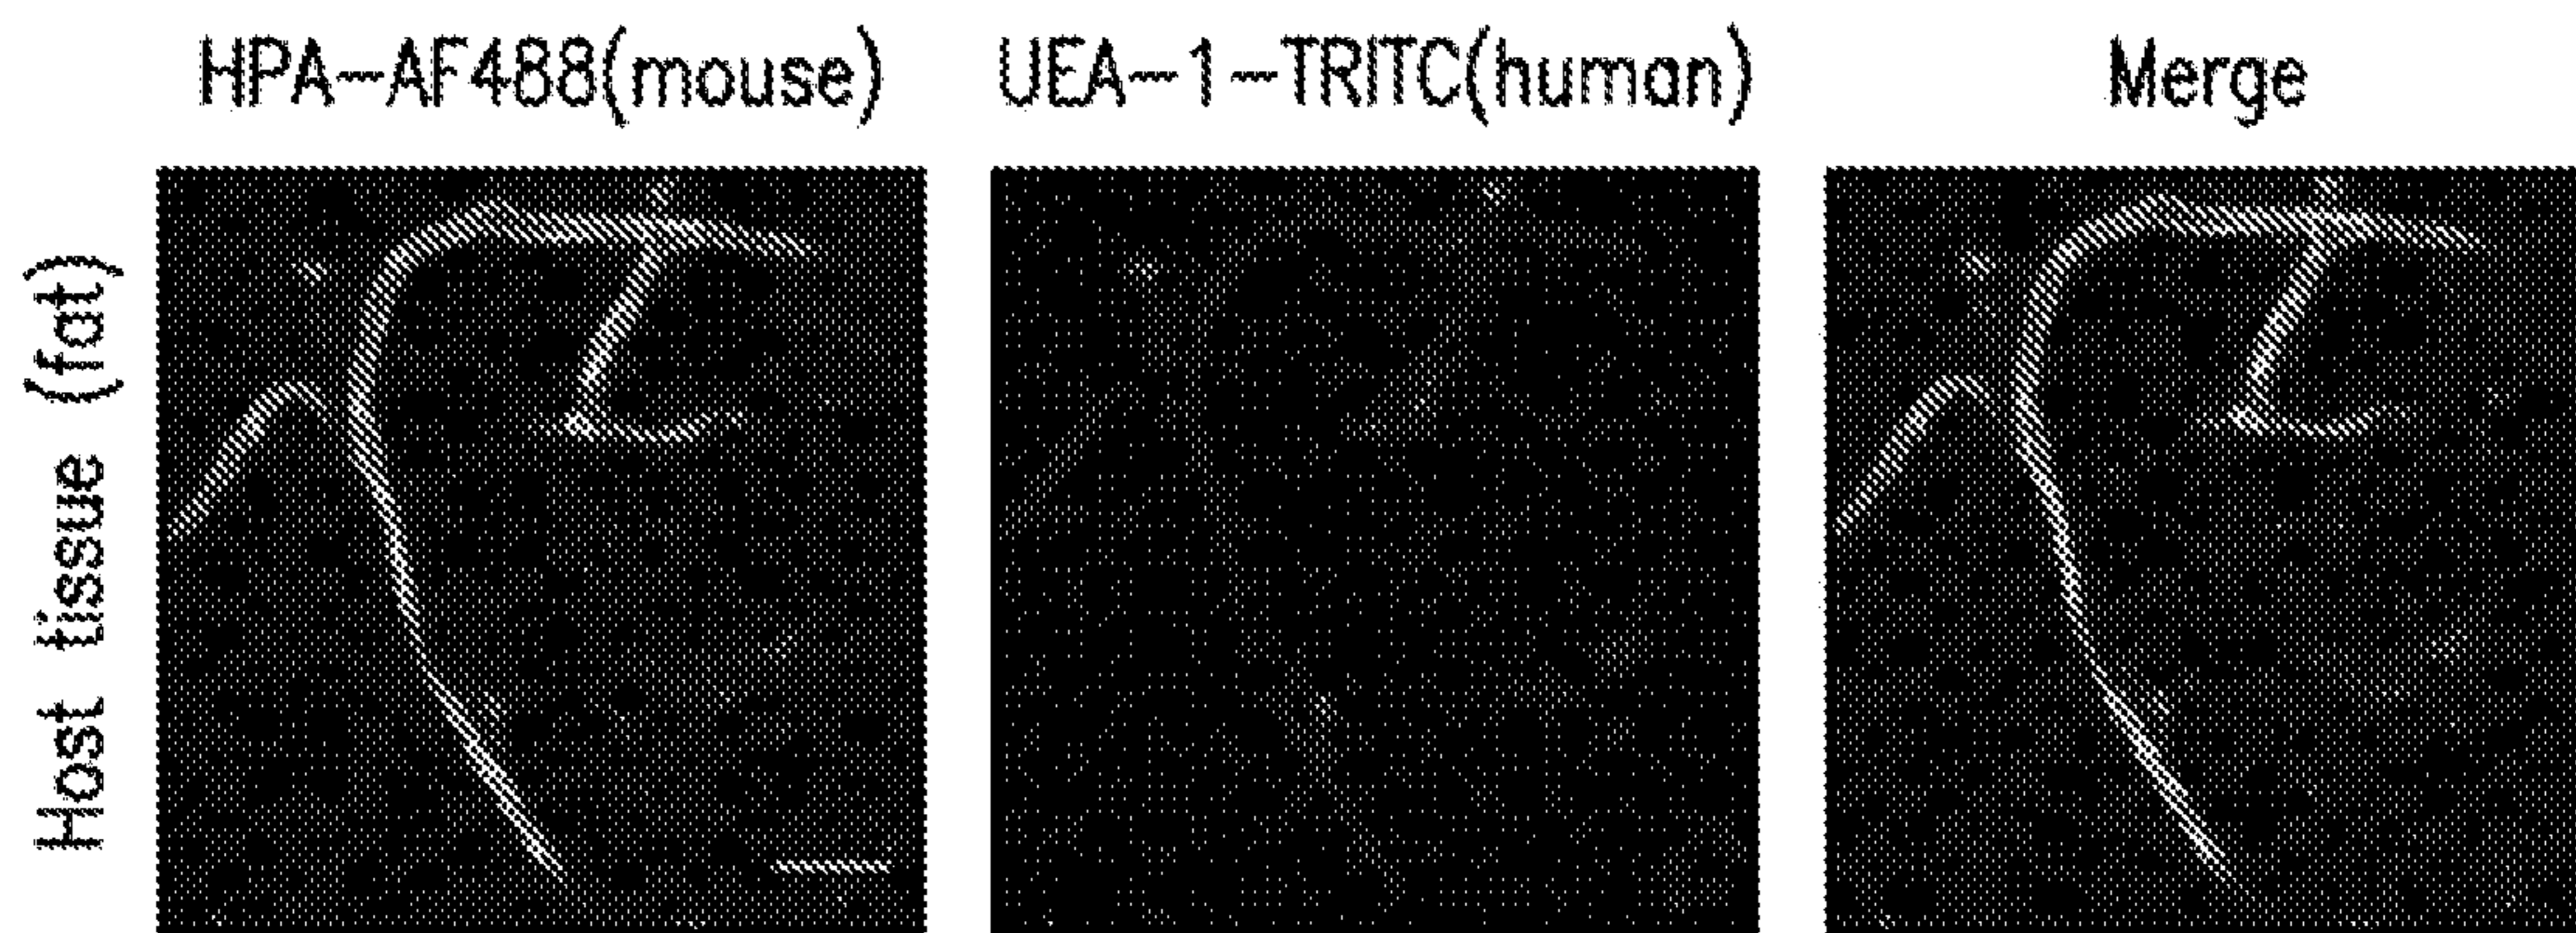 HPA-AF488(mouse)
UEA-1-TRITC(human)
Merge
Host tissue (fat)